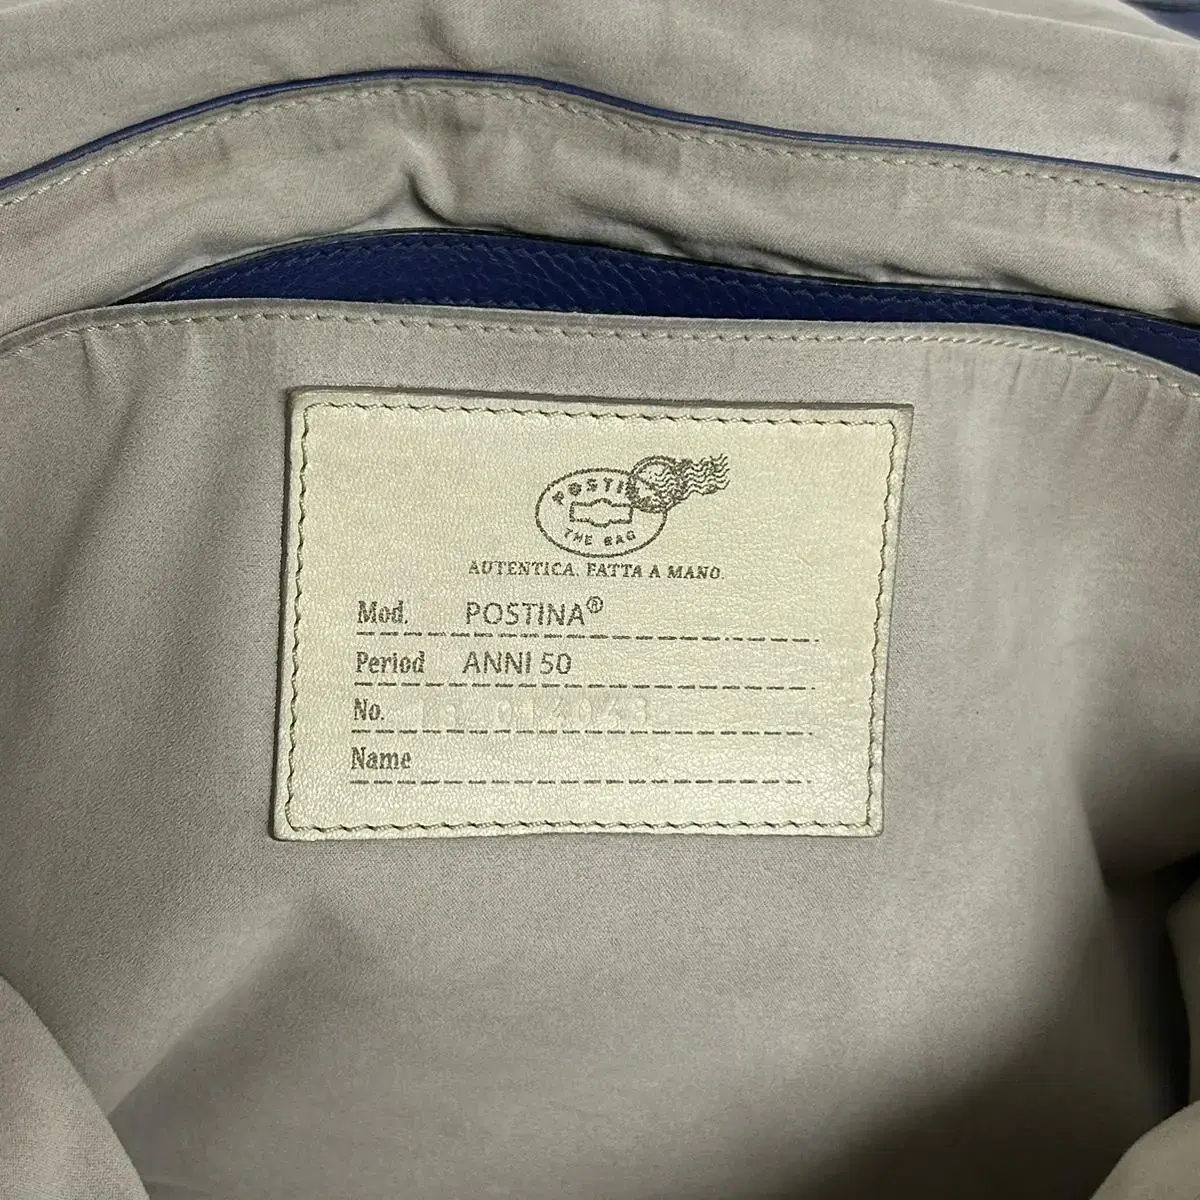 POSTINA
THE BAG
AUTENTICA. FATTA A MANO.
Mod. POSTINA®
Period ANNI 50
No.
Name